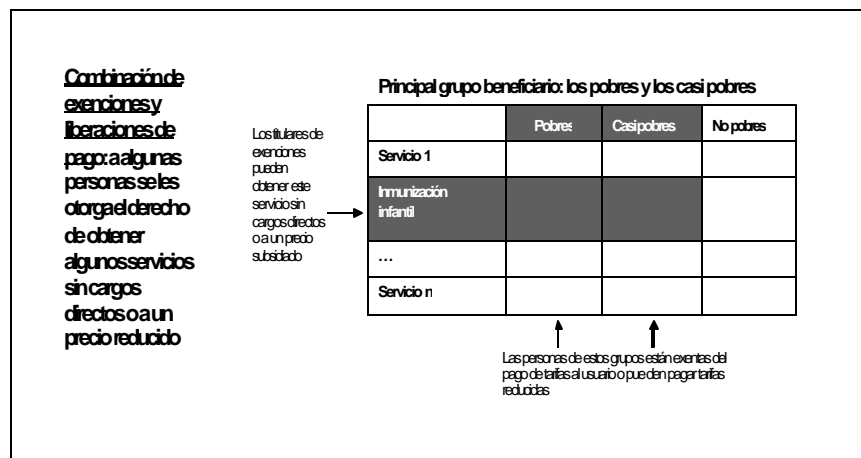 Combinación de
exenciones y
liberaciones de
pago: a algunas
personas se les
otorga el derecho
de obtener
algunos servicios
sin cargos
directos o a un
precio reducido
Los titulares de
exenciones
pueden
obtener este
servicio sin
cargos directos
o a un precio
subsidiado
Principal grupo beneficiario: los pobres y los casi pobres
Pobres Casi pobres No pobres
Servicio 1
Inmunización
infantil
...
Servicio n
Las personas de estos grupos están exentas del
pago de tarifas al usuario o pueden pagar tarifas
reducidas